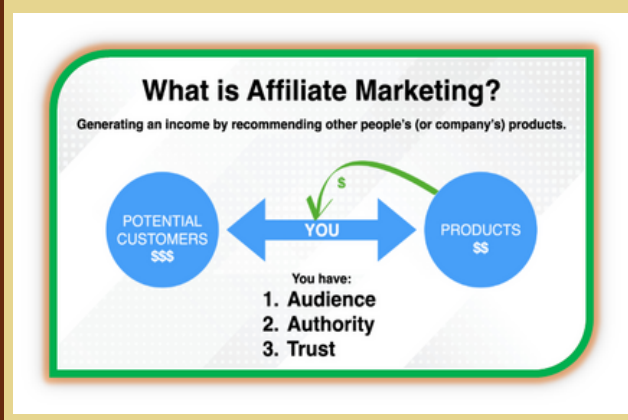 What is Affiliate Marketing?
Generating an income by recommending other people's (or company's) products.
$
POTENTIAL
CUSTOMERS
$$$
YOU
PRODUCTS
$$
You have:
1. Audience
2. Authority
3. Trust